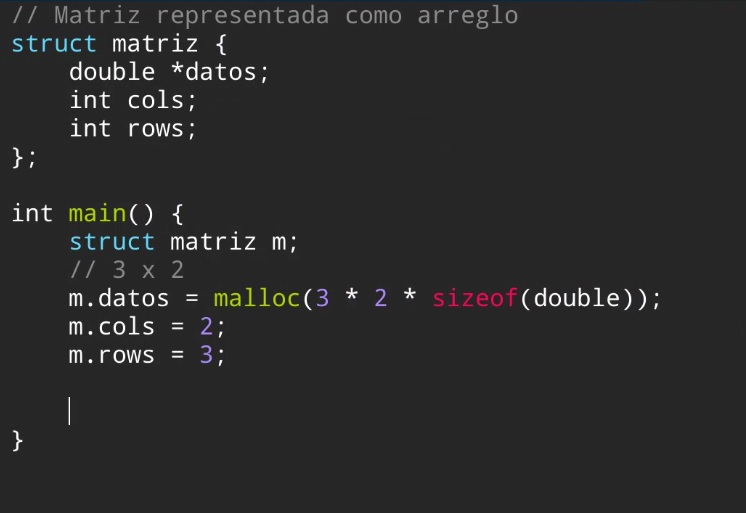 // Matriz representada como arreglo
struct matriz {
    double *datos;
    int cols;
    int rows;
};

int main() {
    struct matriz m;
    // 3 x 2
    m.datos = malloc(3 * 2 * sizeof(double));
    m.cols = 2;
    m.rows = 3;

}